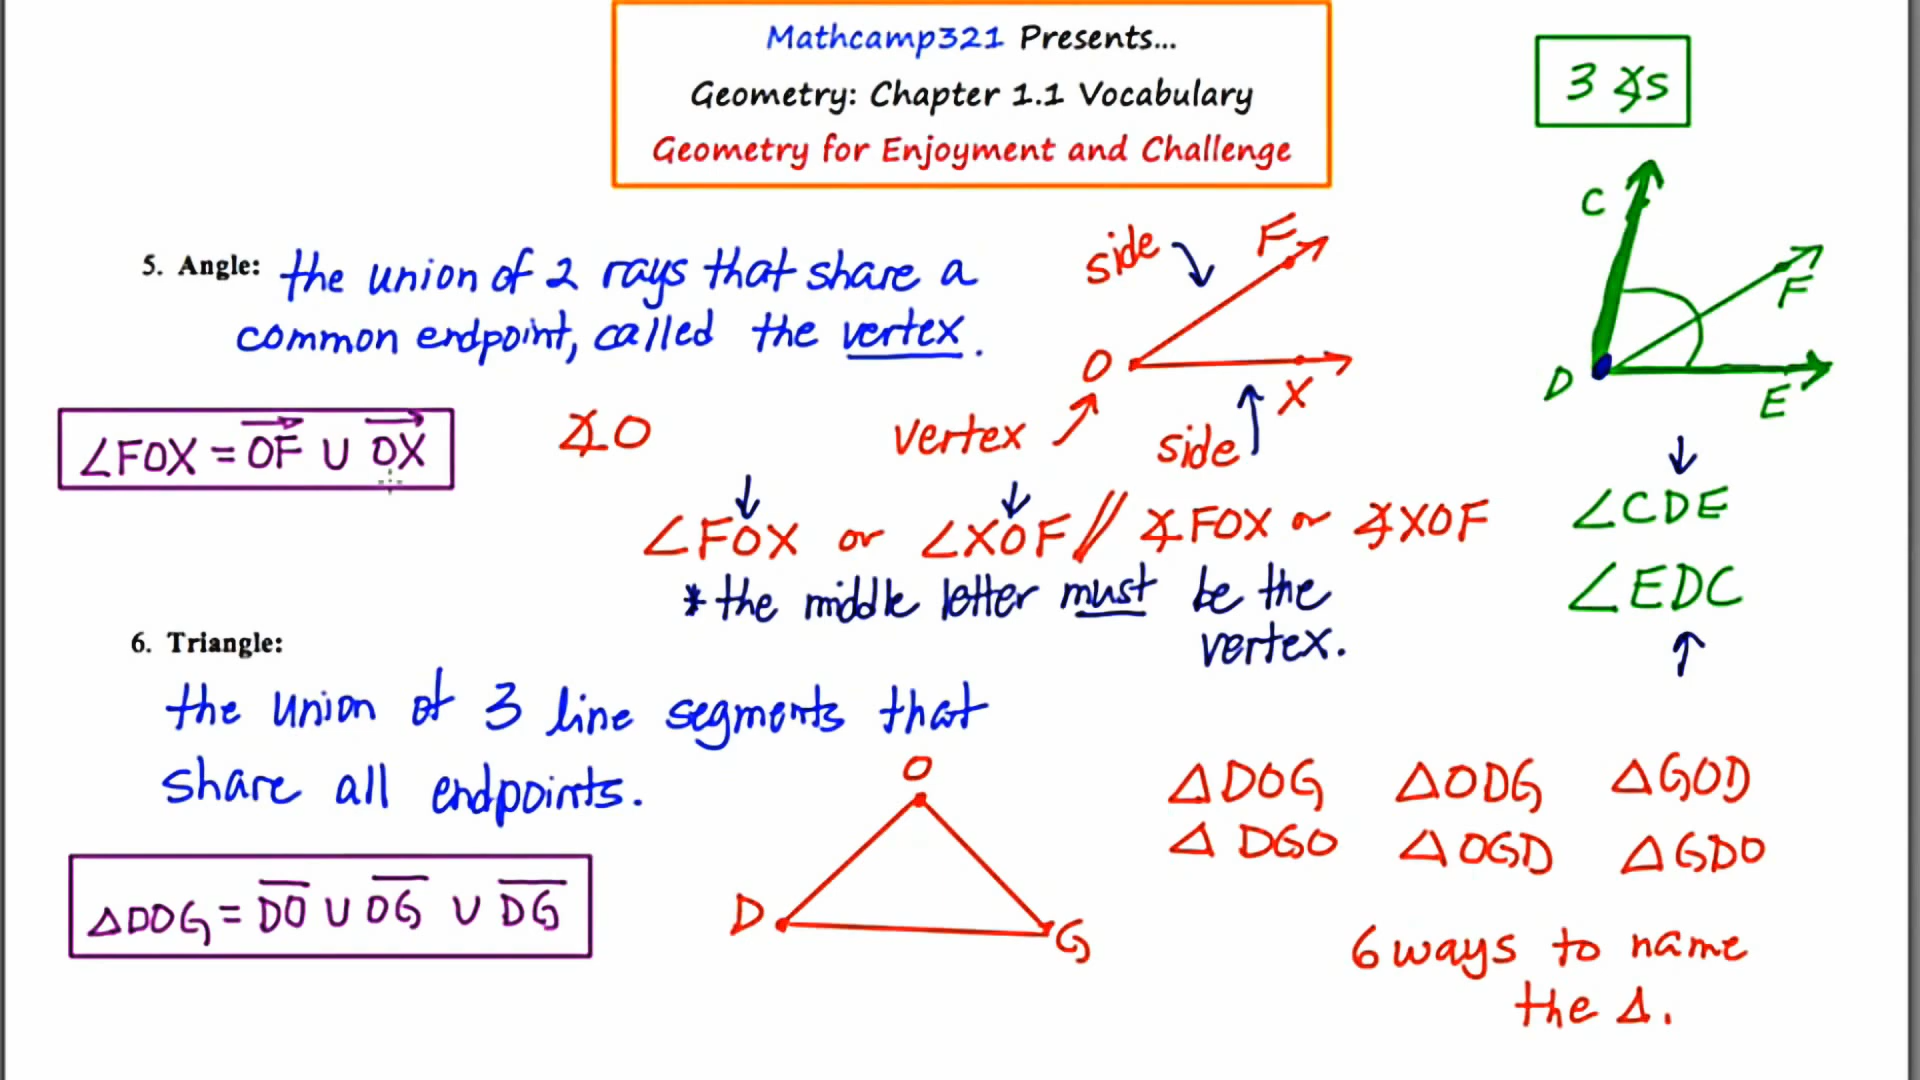 Mathcamp321 Presents...
Geometry: Chapter 1.1 Vocabulary
Geometry for Enjoyment and Challenge
3 ∡s
C
F
D
E
5. Angle: the union of 2 rays that share a
common endpoint, called the vertex.
side
F
O
X
vertex
side
∠FOX = OF ∪ OX
∡O
∠FOX or ∠XOF // ∡FOX or ∡XOF
* the middle letter must be the
vertex.
∠CDE
∠EDC
6. Triangle:
the union of 3 line segments that
share all endpoints.
△DOG = DO ∪ OG ∪ DG
O
D
G
△DOG △ODG △GOD
△DGO △OGD △GDO
6 ways to name
the △.